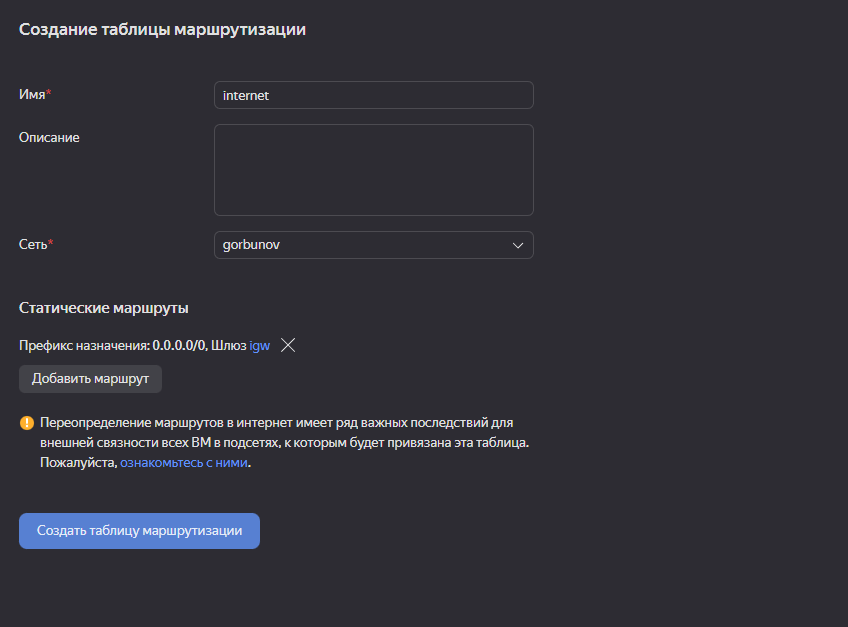 Создание таблицы маршрутизации
Имя*
internet
Описание
Сеть*
gorbunov
Статические маршруты
Префикс назначения: 0.0.0.0/0, Шлюз igw
Добавить маршрут
Переопределение маршрутов в интернет имеет ряд важных последствий для
внешней связности всех ВМ в подсетях, к которым будет привязана эта таблица.
Пожалуйста, ознакомьтесь с ними.
Создать таблицу маршрутизации